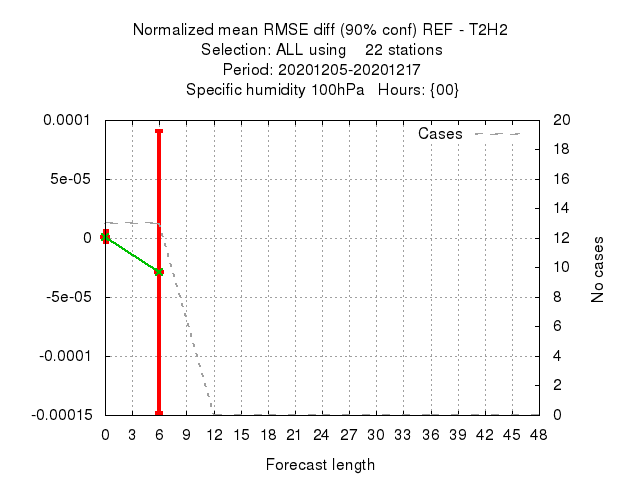 Normalized mean RMSE diff (90% conf) REF - T2H2
Selection: ALL using    22 stations
Period: 20201205-20201217
Specific humidity 100hPa   Hours: {00}
Cases
0.0001
5e-05
0
-5e-05
-0.0001
-0.00015
20
18
16
14
12
10
8
6
4
2
0
No cases
0 3 6 9 12 15 18 21 24 27 30 33 36 39 42 45 48
Forecast length